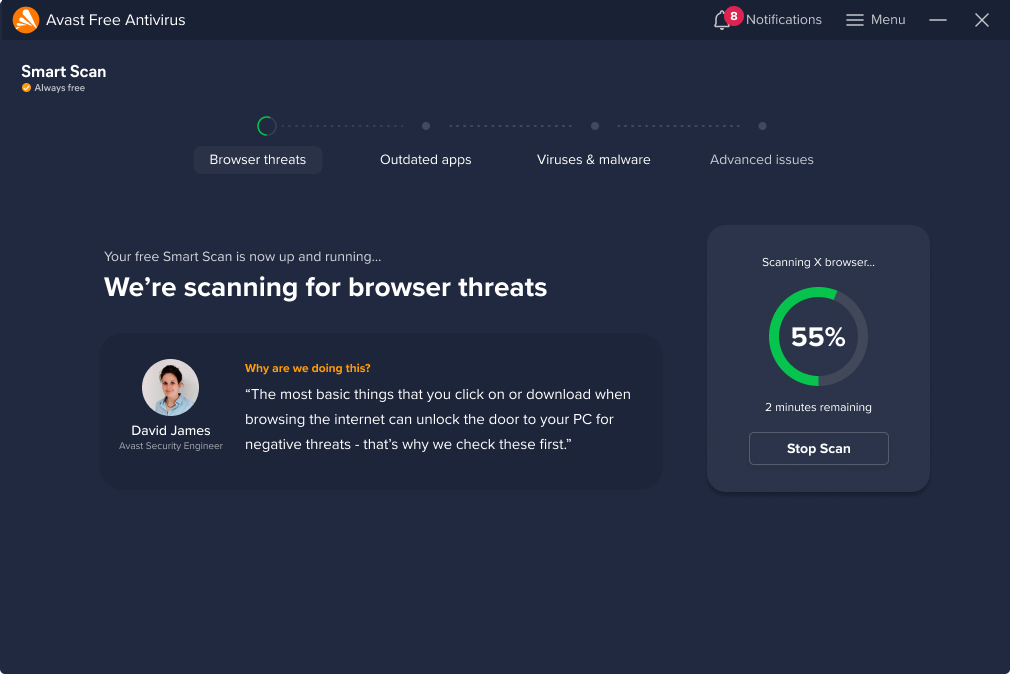 Avast Free Antivirus
8
Notifications
Menu
Smart Scan
Always free
Browser threats
Outdated apps
Viruses & malware
Advanced issues
Your free Smart Scan is now up and running...
We're scanning for browser threats
Scanning X browser...
55%
2 minutes remaining
Stop Scan
Why are we doing this?
“The most basic things that you click on or download when
browsing the internet can unlock the door to your PC for
negative threats - that's why we check these first.”
David James
Avast Security Engineer